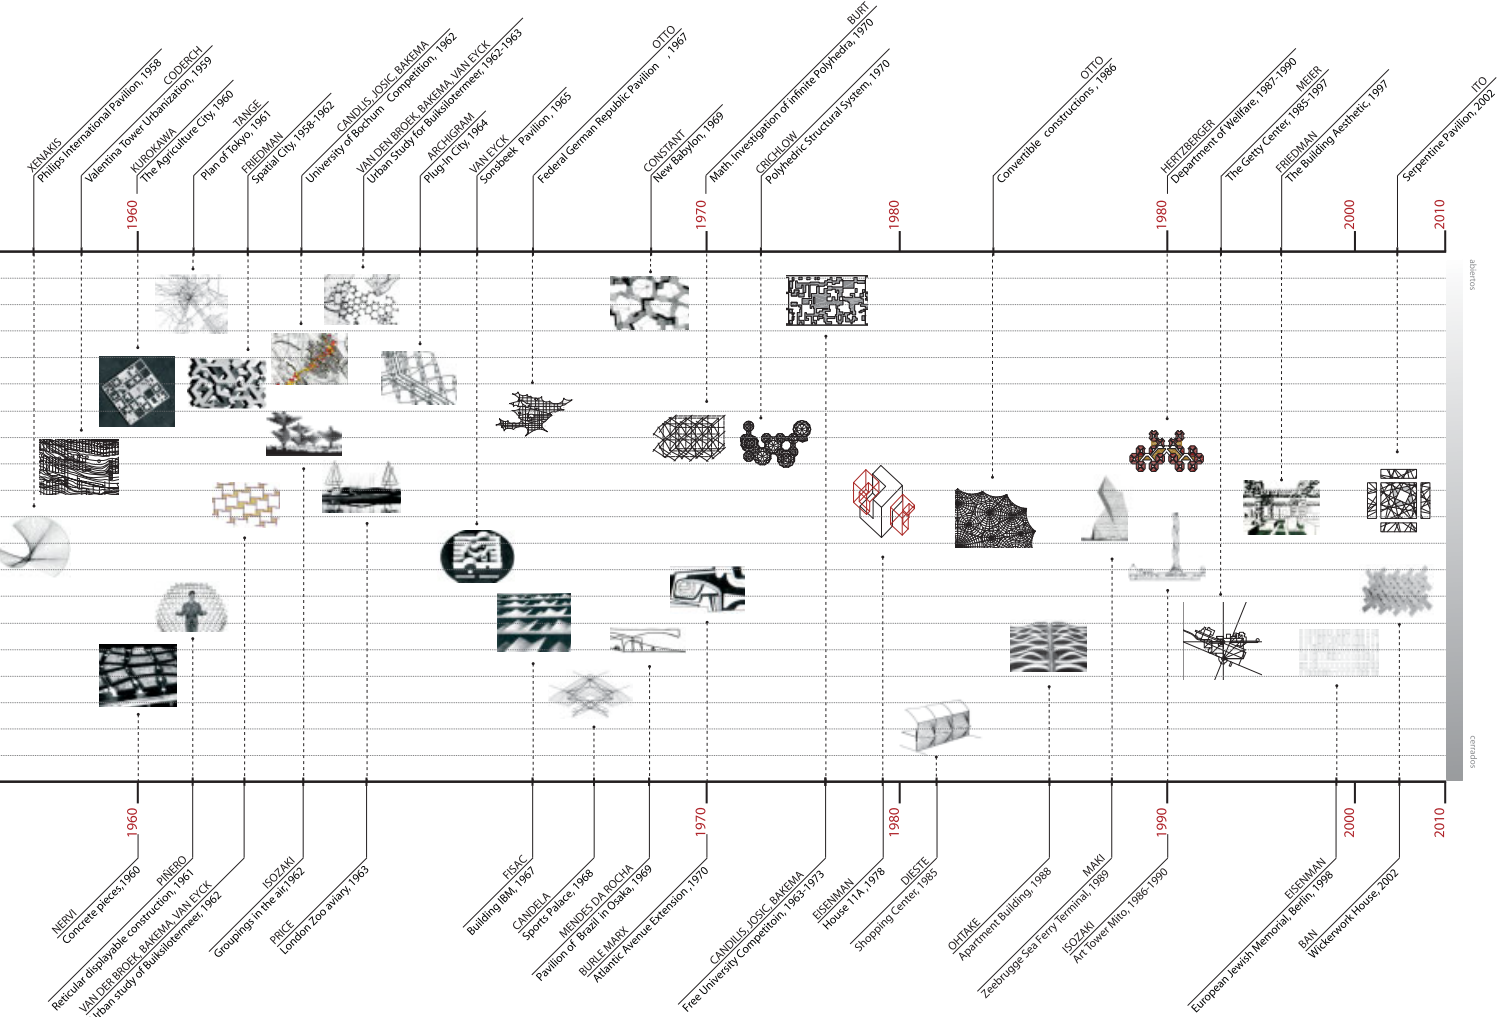 XENAKIS
Philips International Pavilion, 1958
CODERCH
Valentina Tower Urbanization, 1959
KUROKAWA
The Agriculture City, 1960
TANGE
Plan of Tokyo, 1961
FRIEDMAN
Spatial City, 1958-1962
CANDLIS, JOSIC, BAKEMA
University of Bochum Competition, 1962
VAN DEN BROEK, BAKEMA, VAN EYCK
Urban Study for Buiksilotermeer, 1962-1963
ARCHIGRAM
Plug-In City, 1964
VAN EYCK
Sonsbeek Pavilion, 1965
OTTO
Federal German Republic Pavilion , 1967
CONSTANT
New Babylon, 1969
BURT
Math. Investigation of Infinite Polyhedra, 1970
CRICHLOW
Polyhedric Structural System, 1970
OTTO
Convertible constructions , 1986
HERTZBERGER
Department of Wellfare, 1987-1990
MEIER
The Getty Center, 1985-1997
FRIEDMAN
The Building Aesthetic, 1997
ITO
Serpentine Pavilion, 2002
1960
1970
1980
1980
2000
2010
abiertos
cerrados
1960
1970
1980
1990
2000
2010
NERVI
Concrete pieces, 1960
PIÑERO
Reticular displayable construction, 1961
VAN DER BROEK, BAKEMA, VAN EYCK
Urban study of Buiksilotermeer, 1962
ISOZAKI
Groupings in the air, 1962
PRICE
London Zoo aviary, 1963
FISAC
Building IBM, 1967
CANDELA
Sports Palace, 1968
MENDES DA ROCHA
Pavilion of Brazil in Osaka, 1969
BURLE MARX
Atlantic Avenue Extension, 1970
CANDILIS, JOSIC, BAKEMA
Free University Competitoin, 1963-1973
EISENMAN
House 11A, 1978
DIESTE
Shopping Center, 1985
OHTAKE
Apartment Building, 1988
MAKI
Zeebrugge Sea Ferry Terminal, 1989
ISOZAKI
Art Tower Mito, 1986-1990
EISENMAN
European Jewish Memorial, Berlin, 1998
BAN
Wickerwork House, 2002